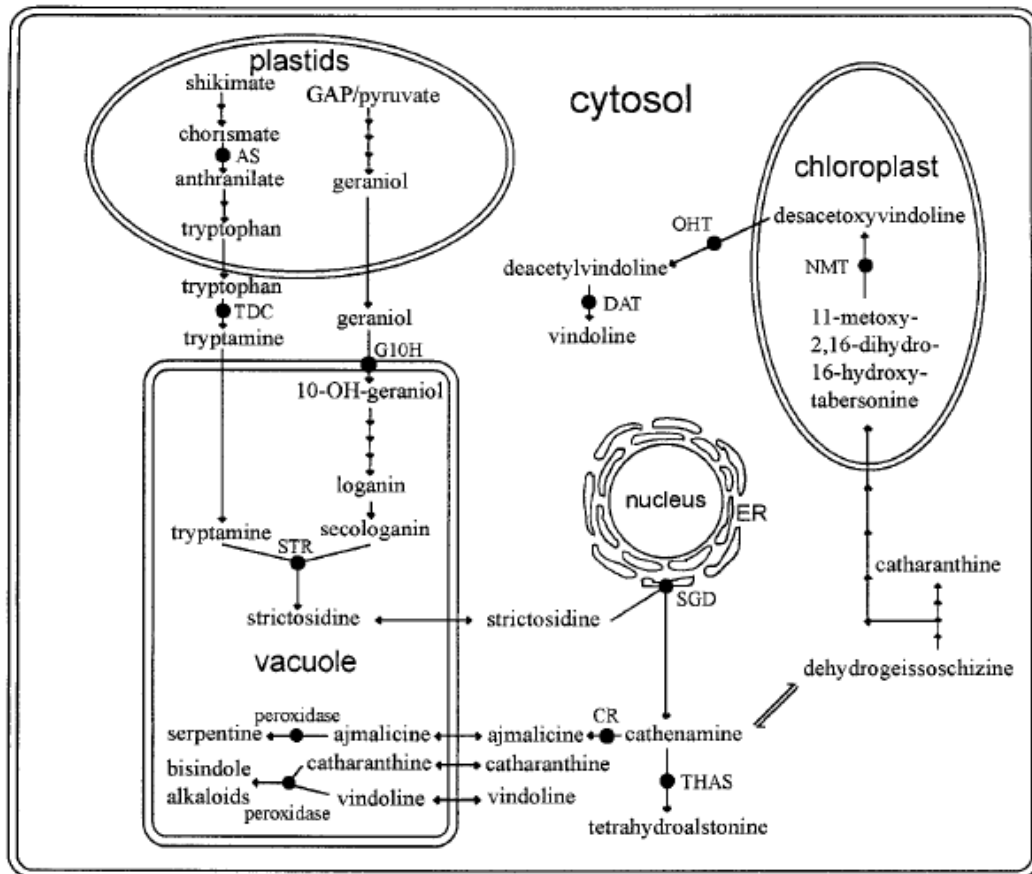 plastids
shikimate
GAP/pyruvate
chorismate
AS
anthranilate
geraniol
tryptophan
tryptophan
TDC
tryptamine
geraniol
G10H
10-OH-geraniol
loganin
secologanin
tryptamine
STR
strictosidine
vacuole
peroxidase
serpentine
ajmalicine
bisindole
alkaloids
catharanthine
vindoline
peroxidase
cytosol
OHT
deacetylvindoline
DAT
vindoline
chloroplast
desacetoxyvindoline
NMT
11-metoxy-
2,16-dihydro-
16-hydroxy-
tabersonine
nucleus
ER
SGD
strictosidine
catharanthine
dehydrogeissoschizine
ajmalicine
CR
cathenamine
catharanthine
vindoline
THAS
tetrahydroalstonine